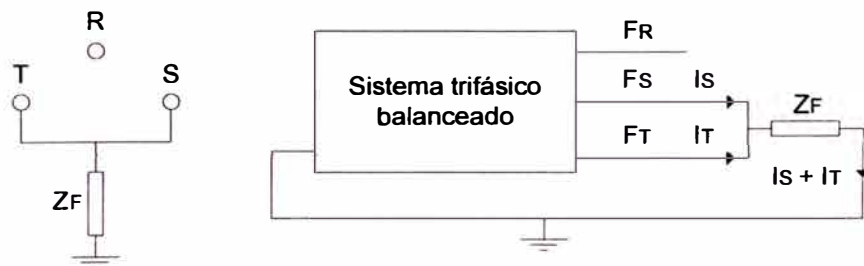 R
T
S
ZF
Sistema trifásico
balanceado
FR
FS IS
FT IT
ZF
IS + IT